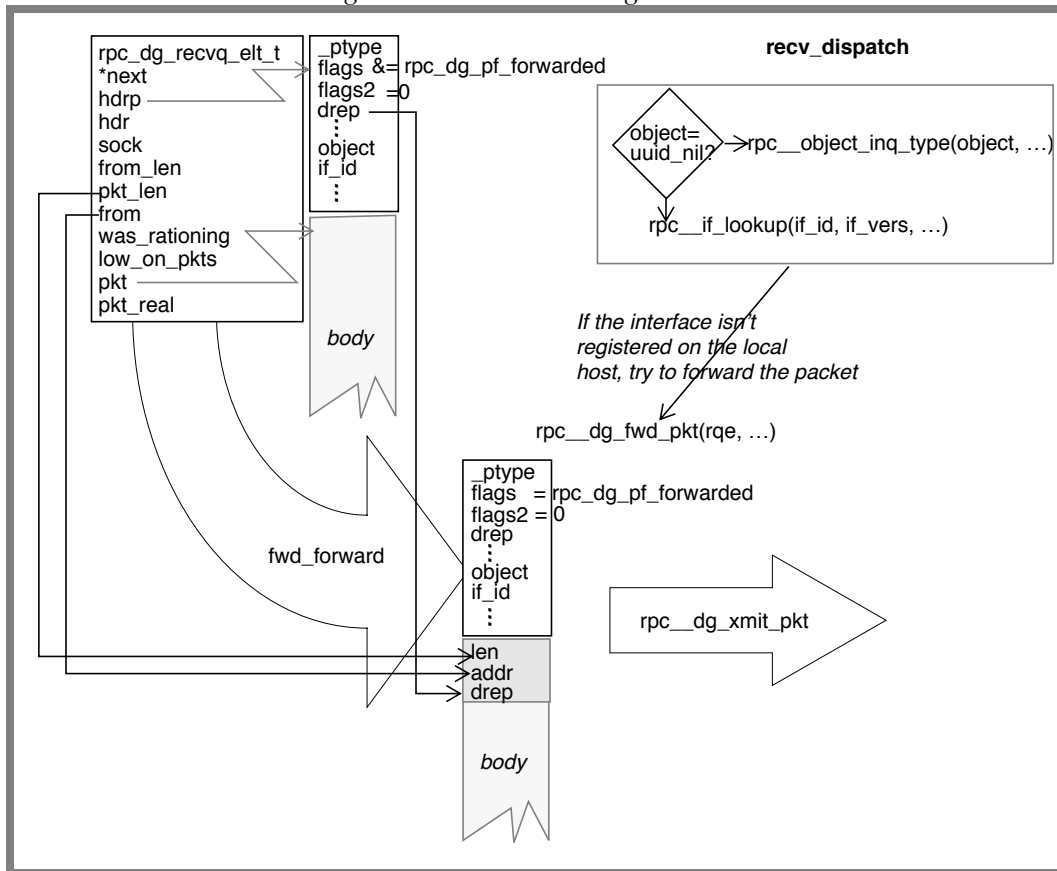 rpc_dg_recvq_elt_t
*next
hdrp
hdr
sock
from_len
pkt_len
from
was_rationing
low_on_pkts
pkt
pkt_real
_ptype
flags &= rpc_dg_pf_forwarded
flags2 =0
drep
⋮
object
if_id
⋮
body
recv_dispatch
object=
uuid_nil?
rpc__object_inq_type(object, …)
rpc__if_lookup(if_id, if_vers, …)
If the interface isn't
registered on the local
host, try to forward the packet
rpc__dg_fwd_pkt(rqe, …)
fwd_forward
_ptype
flags = rpc_dg_pf_forwarded
flags2 = 0
drep
⋮
object
if_id
⋮
len
addr
drep
body
rpc__dg_xmit_pkt